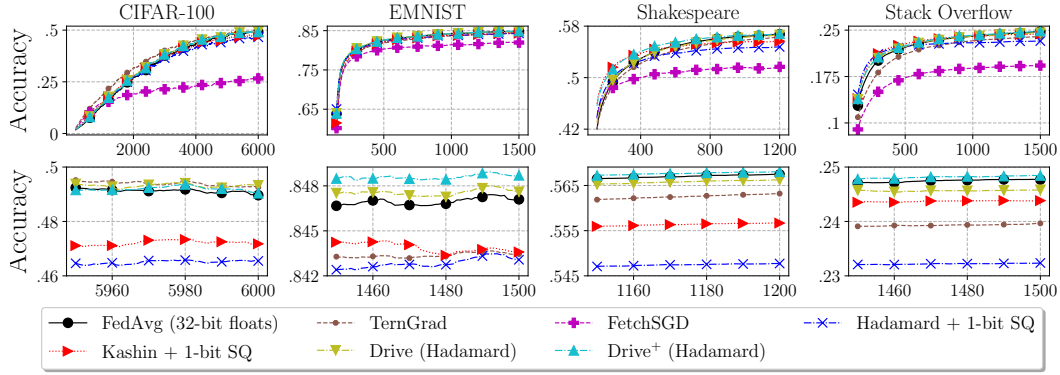 CIFAR-100 EMNIST Shakespeare Stack Overflow
Accuracy
.5 .25 0
2000 4000 6000
.85 .75 .65
500 1000 1500
.58 .5 .42
400 800 1200
.25 .175 .1
500 1000 1500
Accuracy
.5 .49 .48 .47 .46
5960 5980 6000
.848 .845 .842
1460 1480 1500
.565 .555 .545
1160 1180 1200
.25 .24 .23
1460 1480 1500
FedAvg (32-bit floats) TernGrad FetchSGD Hadamard + 1-bit SQ
Kashin + 1-bit SQ Drive (Hadamard) Drive+ (Hadamard)